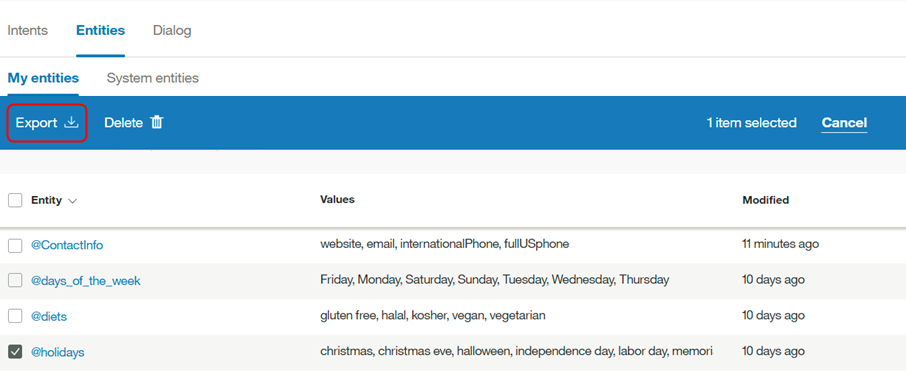 Intents Entities Dialog
My entities System entities
Export Delete 1 item selected Cancel
Entity Values Modified
@ContactInfo website, email, internationalPhone, fullUSphone 11 minutes ago
@days_of_the_week Friday, Monday, Saturday, Sunday, Tuesday, Wednesday, Thursday 10 days ago
@diets gluten free, halal, kosher, vegan, vegetarian 10 days ago
@holidays christmas, christmas eve, halloween, independence day, labor day, memori 10 days ago